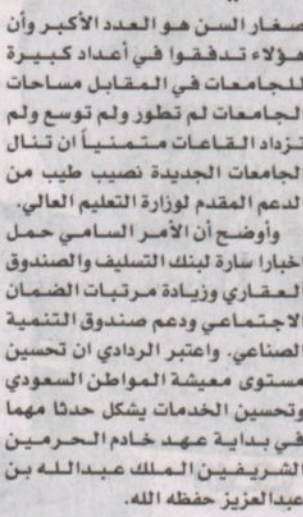 صغار السن هو العدد الأكبر وأن
هؤلاء تدفقوا في أعداد كبيرة
للجامعات في المقابل مساحات
الجامعات لم تطور ولم توسع ولم
تزداد القاعات متمنياً ان تنال
الجامعات الجديدة نصيب طيب من
الدعم المقدم لوزارة التعليم العالي.
وأوضح أن الأمر السامي حمل
اخبارا سارة لبنك التسليف والصندوق
العقاري وزيادة مرتبات الضمان
الاجتماعي ودعم صندوق التنمية
الصناعي. واعتبر الردادي ان تحسين
مستوى معيشة المواطن السعودي
وتحسين الخدمات يشكل حدثا مهما
في بداية عهد خادم الحرمين
الشريفين الملك عبدالله بن
عبدالعزيز حفظه الله.